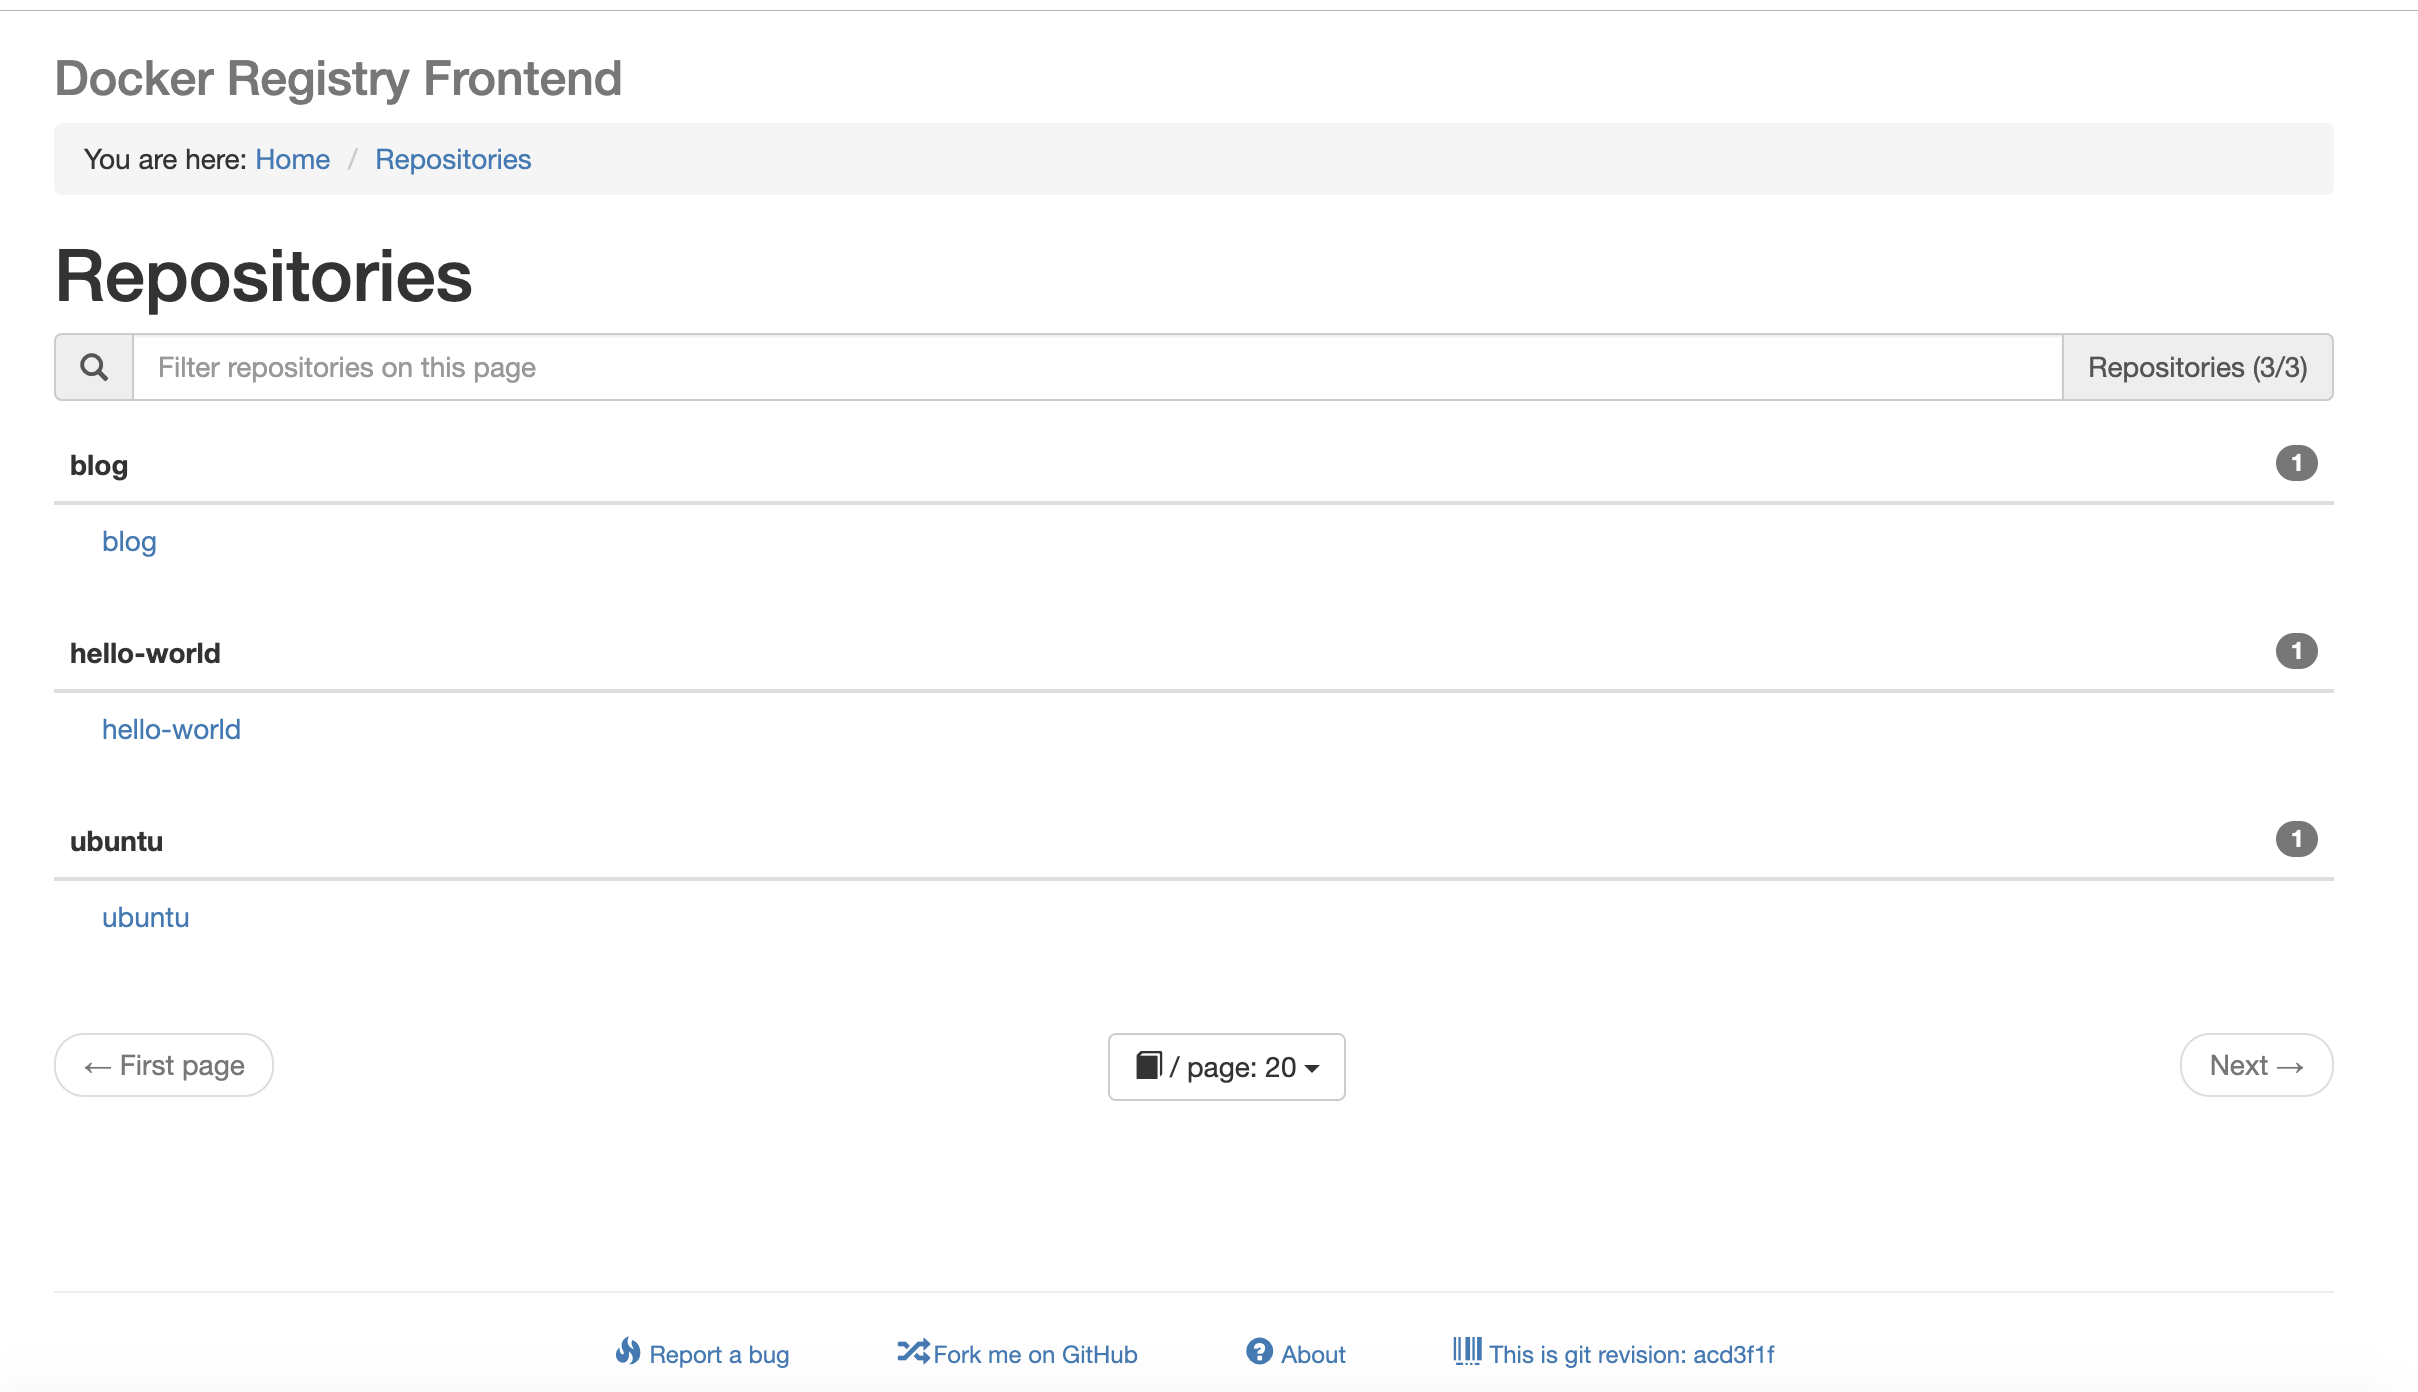 Docker Registry Frontend
You are here: Home / Repositories
Repositories
Filter repositories on this page
Repositories (3/3)
blog
1
blog
hello-world
1
hello-world
ubuntu
1
ubuntu
← First page
/ page: 20
Next →
Report a bug
Fork me on GitHub
About
This is git revision: acd3f1f